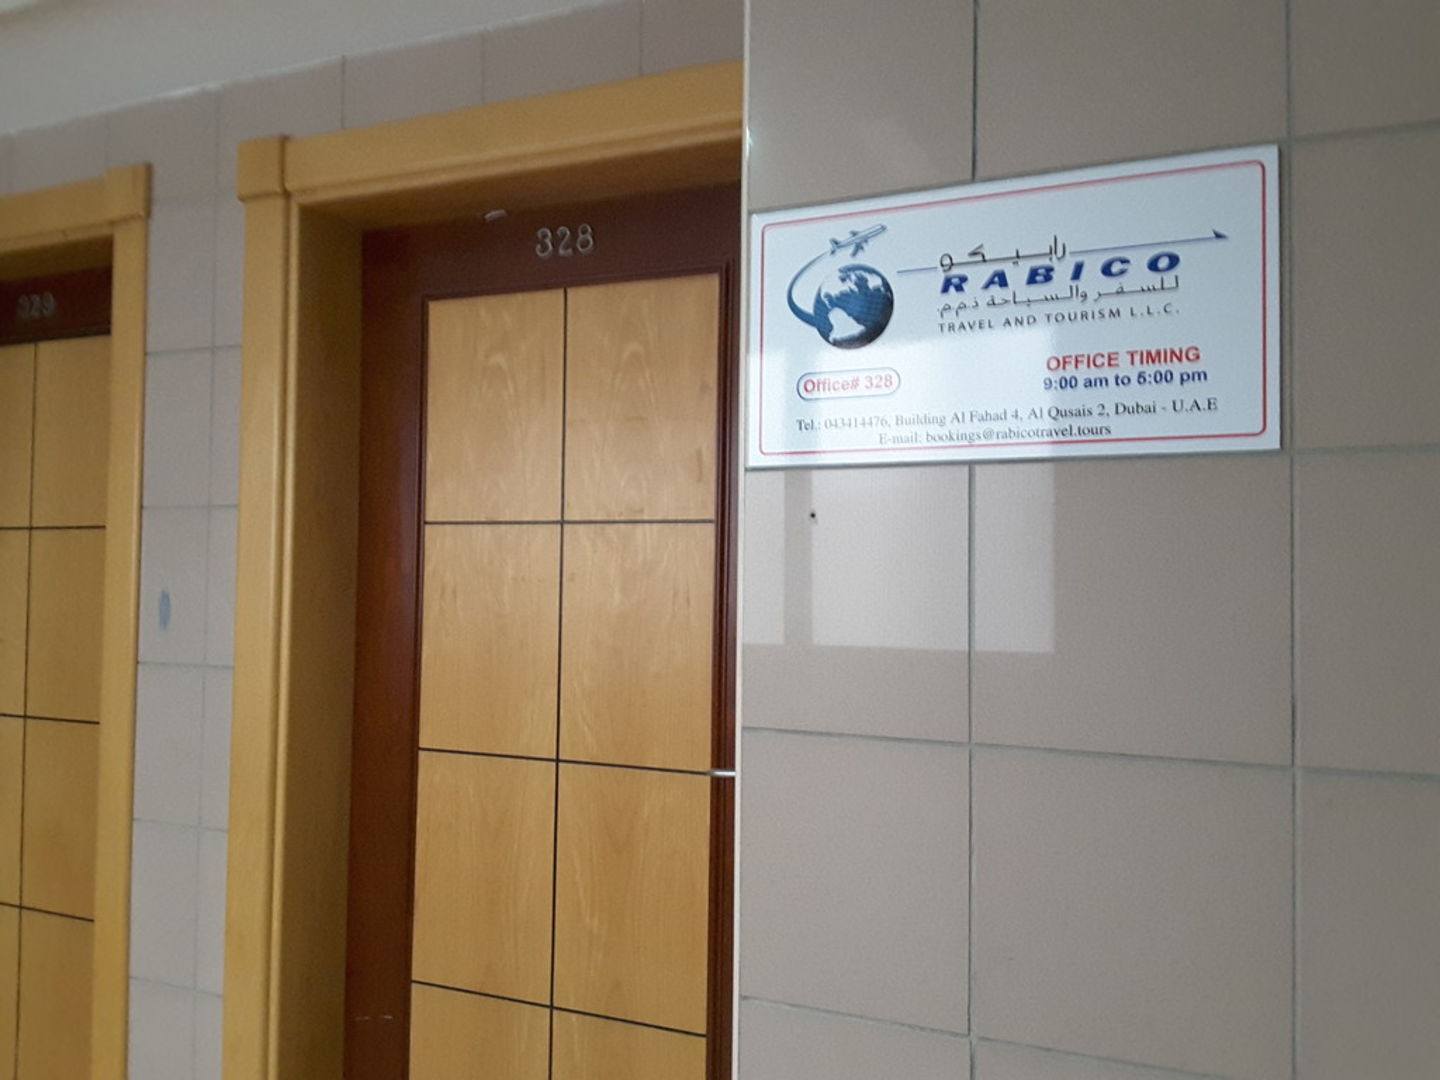 329
328
رابيكو
RABICO
للسفر والسياحة ذ.م.م.
TRAVEL AND TOURISM L.L.C.
OFFICE TIMING
Office# 328
9:00 am to 5:00 pm
Tel.: 043414476, Building Al Fahad 4, Al Qusais 2, Dubai - U.A.E
E-mail: bookings@rabicotravel.tours